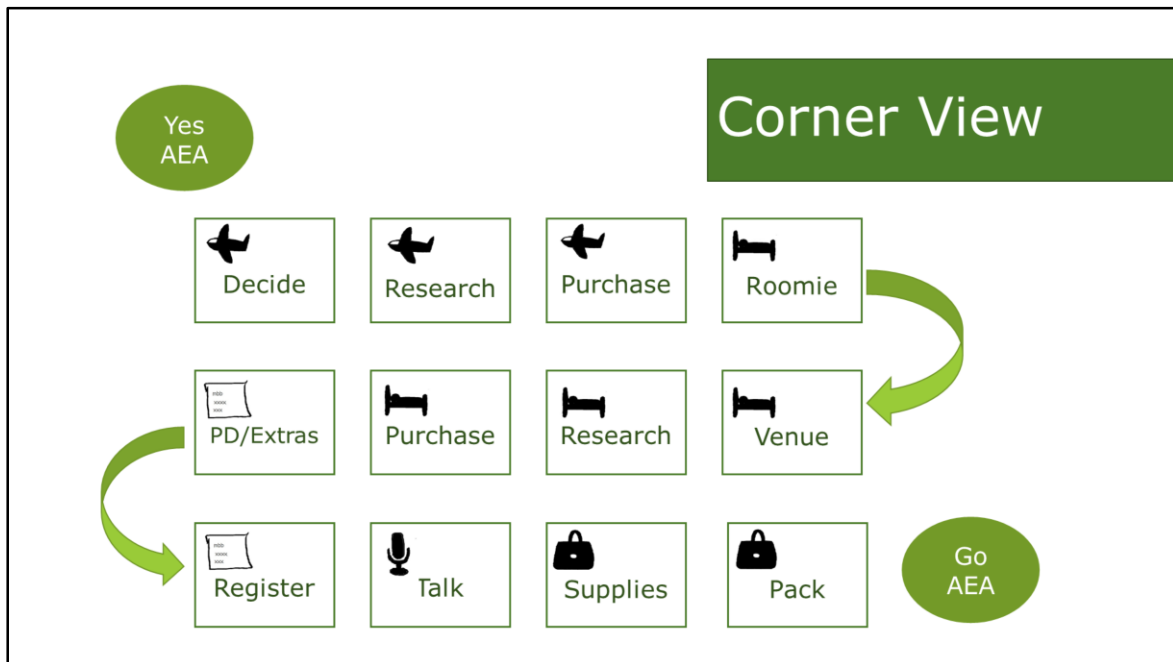 Yes
AEA
Corner View
Decide
Research
Purchase
Roomie
PD/Extras
Purchase
Research
Venue
Register
Talk
Supplies
Pack
Go
AEA